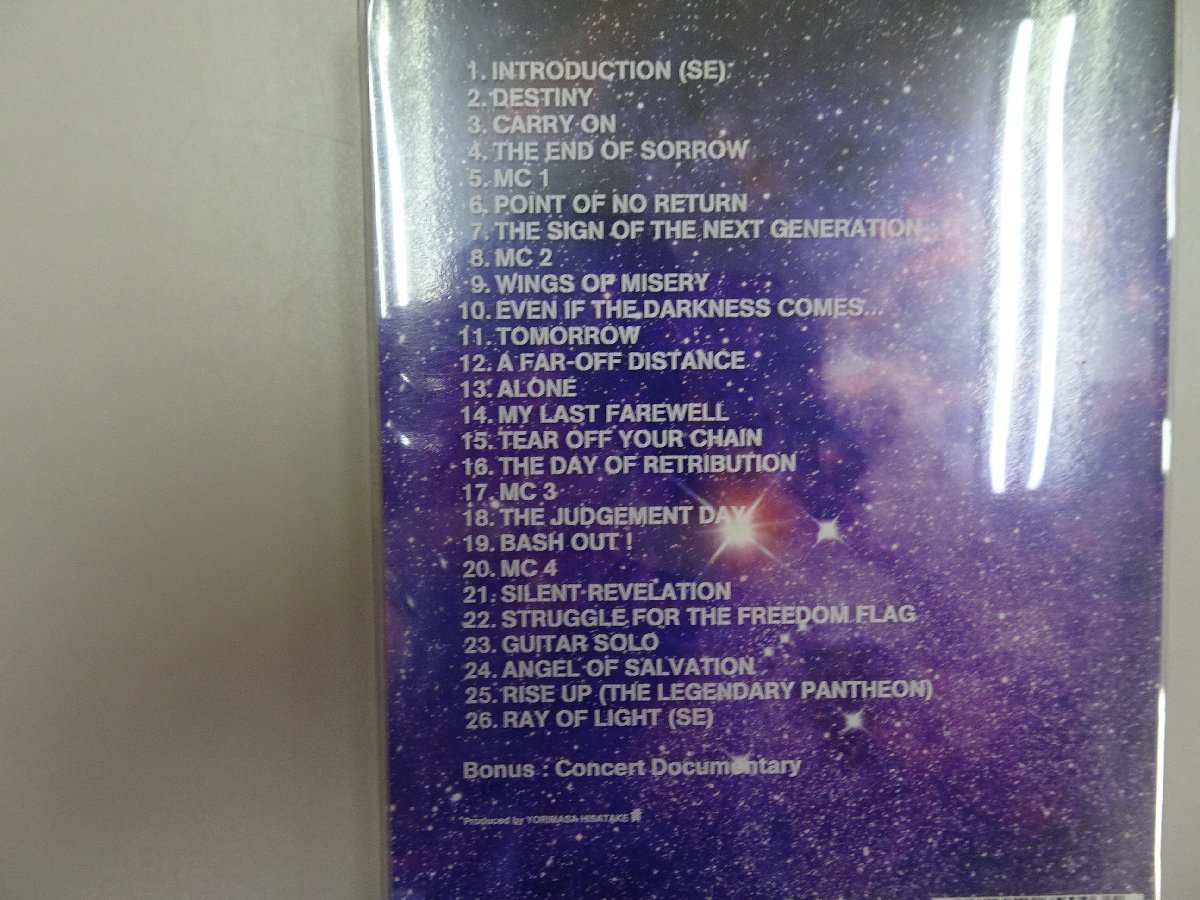 1. INTRODUCTION (SE)
2. DESTINY
3. CARRY ON
4. THE END OF SORROW
5. MC 1
6. POINT OF NO RETURN
7. THE SIGN OF THE NEXT GENERATION
8. MC 2
9. WINGS OF MISERY
10. EVEN IF THE DARKNESS COMES...
11. TOMORROW
12. A FAR-OFF DISTANCE
13. ALONE
14. MY LAST FAREWELL
15. TEAR OFF YOUR CHAIN
16. THE DAY OF RETRIBUTION
17. MC 3
18. THE JUDGEMENT DAY
19. BASH OUT !
20. MC 4
21. SILENT REVELATION
22. STRUGGLE FOR THE FREEDOM FLAG
23. GUITAR SOLO
24. ANGEL OF SALVATION
25. RISE UP (THE LEGENDARY PANTHEON)
26. RAY OF LIGHT (SE)
Bonus : Concert Documentary
Produced by YORIMASA HISATAKE